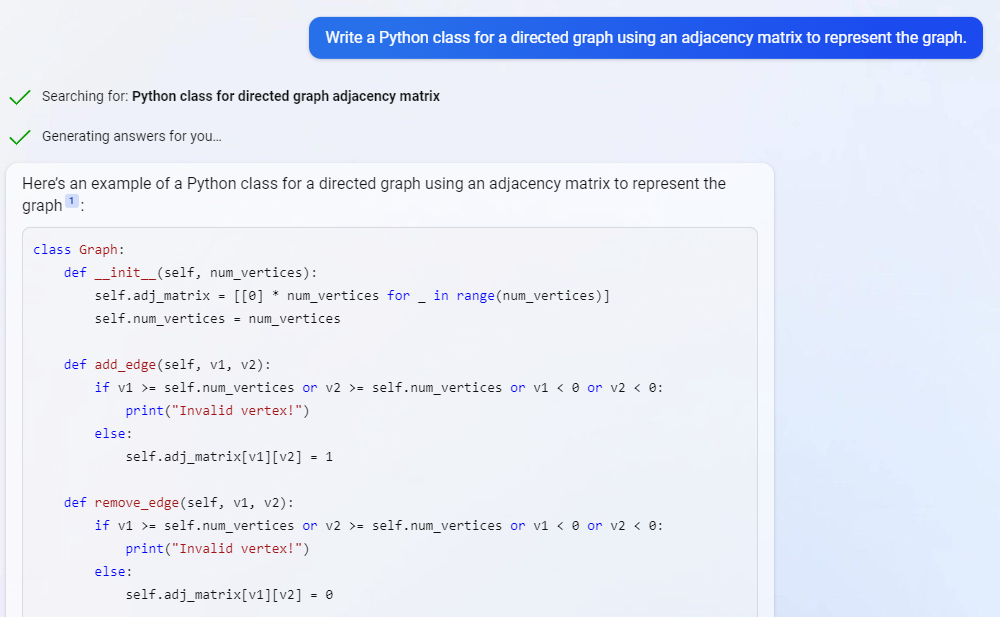 Write a Python class for a directed graph using an adjacency matrix to represent the graph.
Searching for: Python class for directed graph adjacency matrix
Generating answers for you...
Here's an example of a Python class for a directed graph using an adjacency matrix to represent the
graph 1 :
class Graph:
    def __init__(self, num_vertices):
        self.adj_matrix = [[0] * num_vertices for _ in range(num_vertices)]
        self.num_vertices = num_vertices

    def add_edge(self, v1, v2):
        if v1 >= self.num_vertices or v2 >= self.num_vertices or v1 < 0 or v2 < 0:
            print("Invalid vertex!")
        else:
            self.adj_matrix[v1][v2] = 1

    def remove_edge(self, v1, v2):
        if v1 >= self.num_vertices or v2 >= self.num_vertices or v1 < 0 or v2 < 0:
            print("Invalid vertex!")
        else:
            self.adj_matrix[v1][v2] = 0